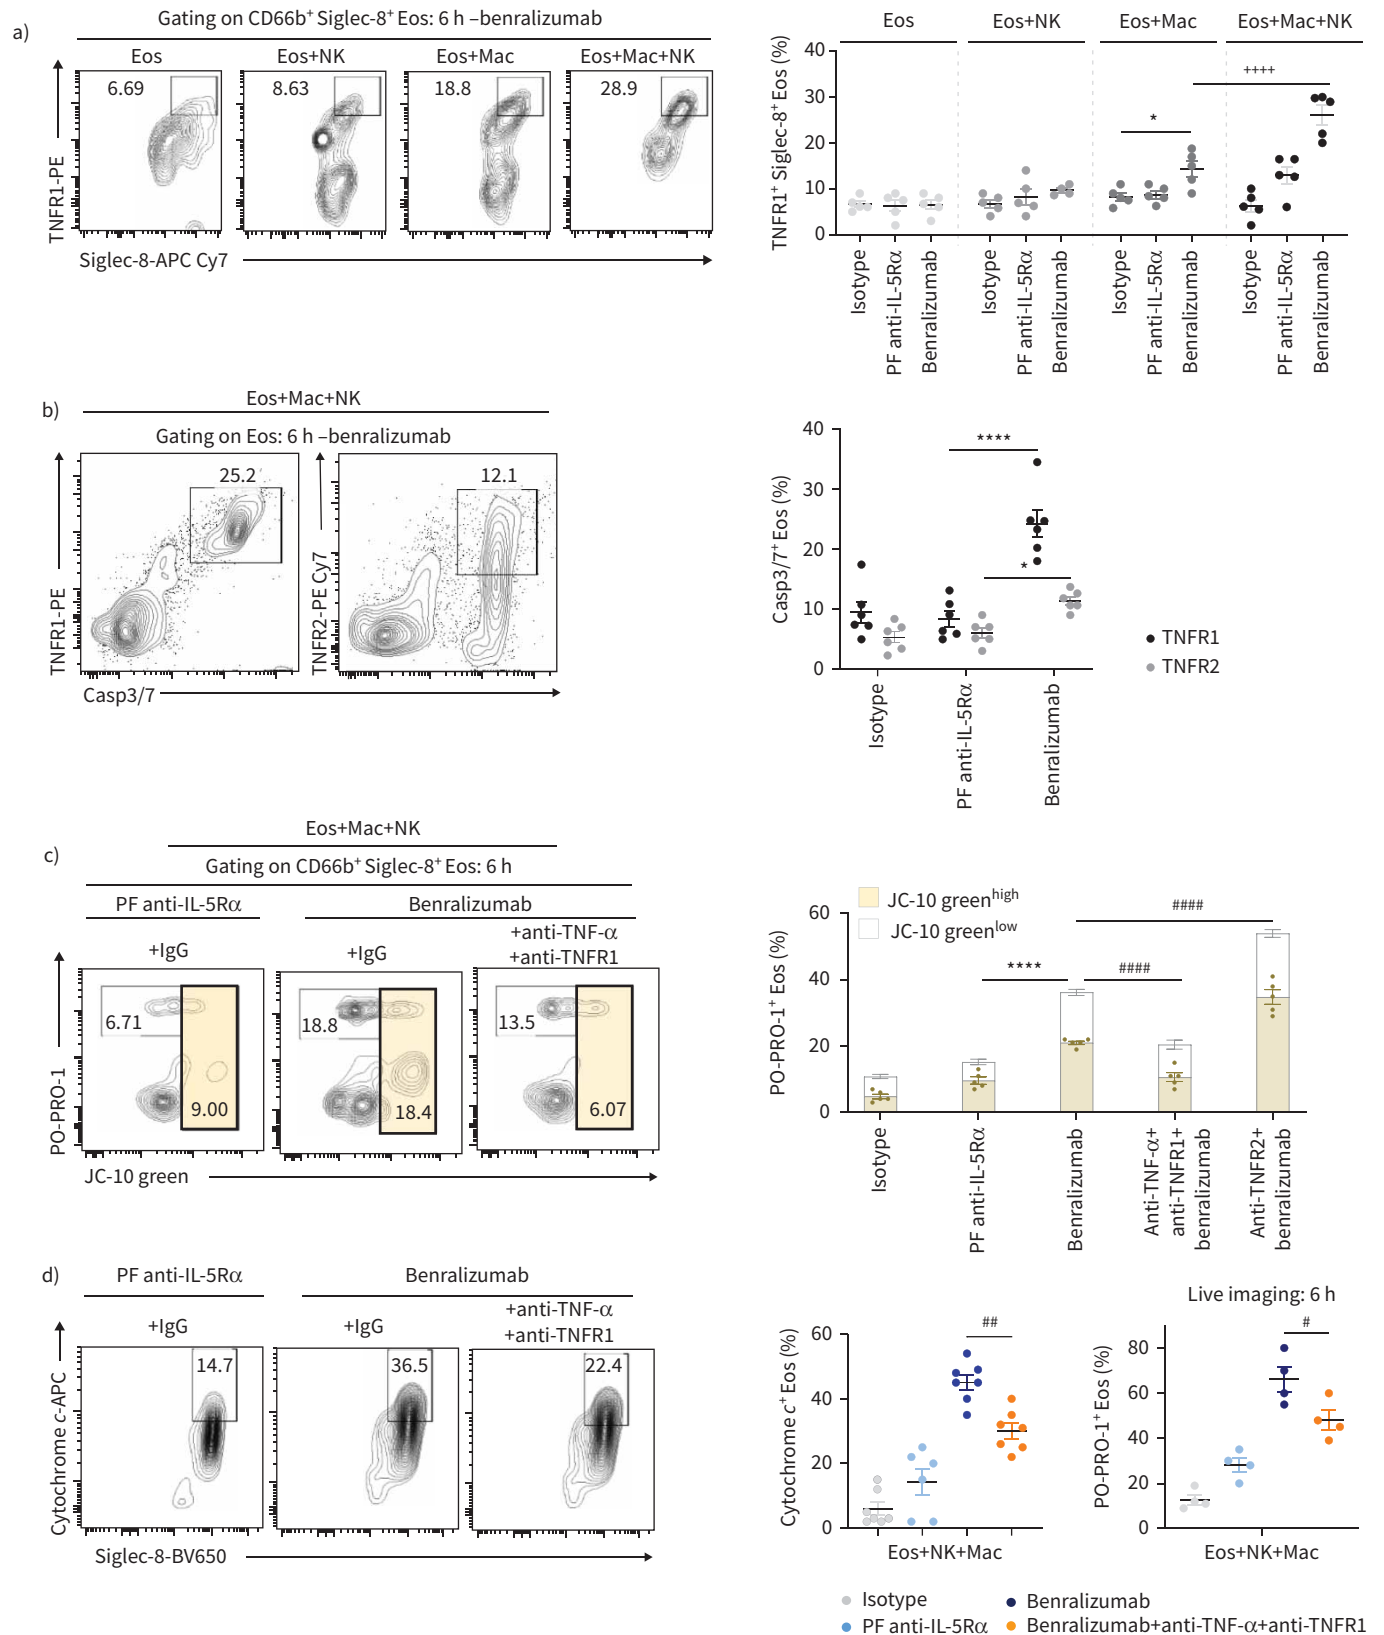 a)
Gating on CD66b+ Siglec-8+ Eos: 6 h –benralizumab
Eos Eos+NK Eos+Mac Eos+Mac+NK
6.69 8.63 18.8 28.9
TNFR1-PE
Siglec-8-APC Cy7
Eos Eos+NK Eos+Mac Eos+Mac+NK
TNFR1+ Siglec-8+ Eos (%)
40
30
20
10
0
* ++++
Isotype PF anti-IL-5Rα Benralizumab Isotype PF anti-IL-5Rα Benralizumab Isotype PF anti-IL-5Rα Benralizumab Isotype PF anti-IL-5Rα Benralizumab
b)
Eos+Mac+NK
Gating on Eos: 6 h –benralizumab
25.2 12.1
TNFR1-PE
TNFR2-PE Cy7
Casp3/7
Casp3/7+ Eos (%)
40
30
20
10
0
****
*
Isotype PF anti-IL-5Rα Benralizumab
TNFR1
TNFR2
c)
Eos+Mac+NK
Gating on CD66b+ Siglec-8+ Eos: 6 h
PF anti-IL-5Rα Benralizumab
+IgG +IgG +anti-TNF-α
+anti-TNFR1
6.71 18.8 13.5
9.00 18.4 6.07
PO-PRO-1
JC-10 green
JC-10 green high
JC-10 green low
PO-PRO-1+ Eos (%)
60
40
20
0
**** #### ####
Isotype
PF anti-IL-5Rα
Benralizumab
Anti-TNF-α+
anti-TNFR1+
benralizumab
Anti-TNFR2+
benralizumab
d)
PF anti-IL-5Rα Benralizumab
+IgG +IgG +anti-TNF-α
+anti-TNFR1
14.7 36.5 22.4
Cytochrome c-APC
Siglec-8-BV650
Cytochrome c+ Eos (%)
60
40
20
0
##
Eos+NK+Mac
Live imaging: 6 h
PO-PRO-1+ Eos (%)
80
60
40
20
0
#
Eos+NK+Mac
Isotype Benralizumab
PF anti-IL-5Rα Benralizumab+anti-TNF-α+anti-TNFR1